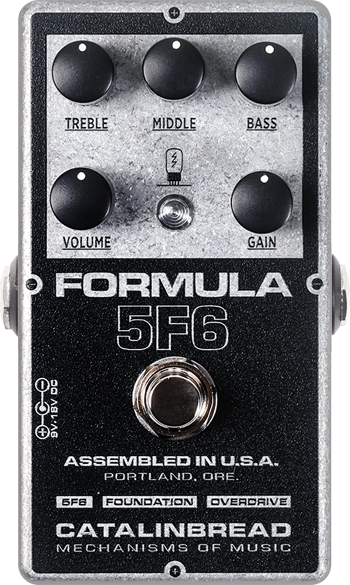 TREBLE MIDDLE BASS
VOLUME GAIN
FORMULA
5F6
9V-18V DC
ASSEMBLED IN U.S.A.
PORTLAND, ORE.
5F6 FOUNDATION OVERDRIVE
CATALINBREAD
MECHANISMS OF MUSIC